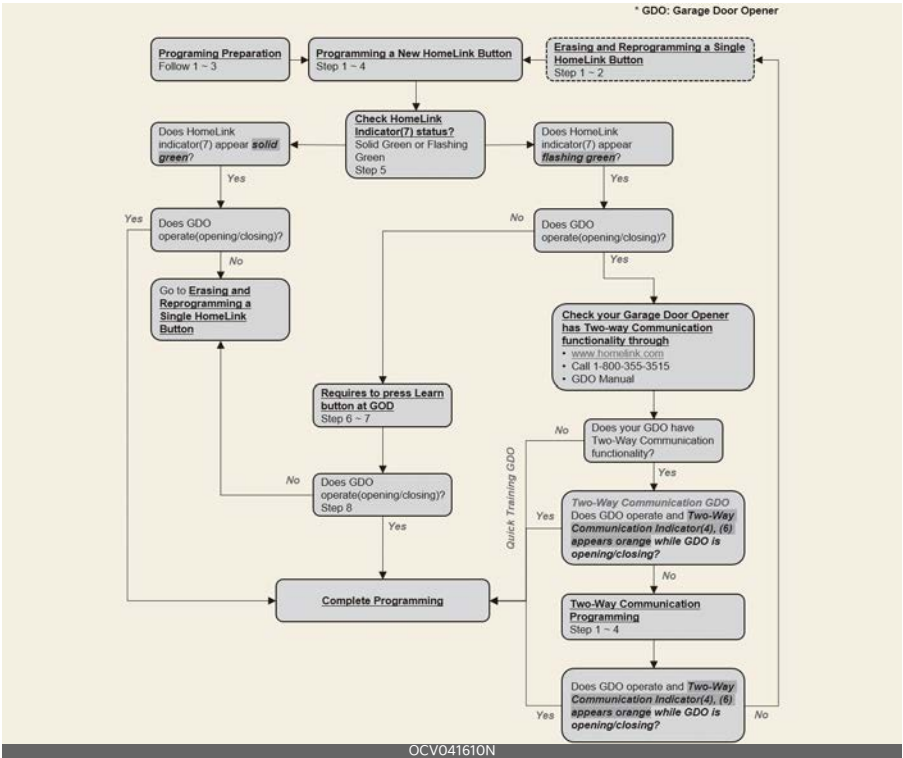 * GDO: Garage Door Opener
Programing Preparation
Follow 1 ~ 3
Programming a New HomeLink Button
Step 1 ~ 4
Erasing and Reprogramming a Single
HomeLink Button
Step 1 ~ 2
Does HomeLink
indicator(7) appear solid
green?
Check HomeLink
Indicator(7) status?
Solid Green or Flashing
Green
Step 5
Does HomeLink
indicator(7) appear
flashing green?
Yes
Yes
Yes
Does GDO
operate(opening/closing)?
No
Does GDO
operate(opening/closing)?
No
Yes
Go to Erasing and
Reprogramming a
Single HomeLink
Button
Check your Garage Door Opener
has Two-way Communication
functionality through
• www.homelink.com
• Call 1-800-355-3515
• GDO Manual
Requires to press Learn
button at GOD
Step 6 ~ 7
No
Does your GDO have
Two-Way Communication
functionality?
Quick Training GDO
Yes
No
Does GDO
operate(opening/closing)?
Step 8
Yes
Yes
Two-Way Communication GDO
Does GDO operate and Two-Way
Communication Indicator(4), (6)
appears orange while GDO is
opening/closing?
No
Complete Programming
Two-Way Communication
Programming
Step 1 ~ 4
Yes
Does GDO operate and Two-Way
Communication Indicator(4), (6)
appears orange while GDO is
opening/closing?
No
OCV041610N